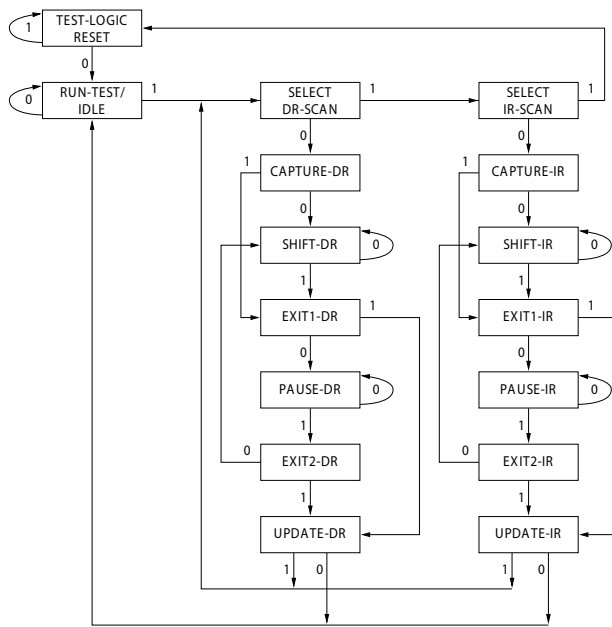 TEST-LOGIC
RESET
1
0
RUN-TEST/
IDLE
0
1
SELECT
DR-SCAN
1
SELECT
IR-SCAN
1
0
0
1
CAPTURE-DR
1
CAPTURE-IR
0
0
SHIFT-DR
0
SHIFT-IR
0
1
1
EXIT1-DR
1
EXIT1-IR
1
0
0
PAUSE-DR
0
PAUSE-IR
0
1
1
0
EXIT2-DR
0
EXIT2-IR
1
1
UPDATE-DR
UPDATE-IR
1
0
1
0